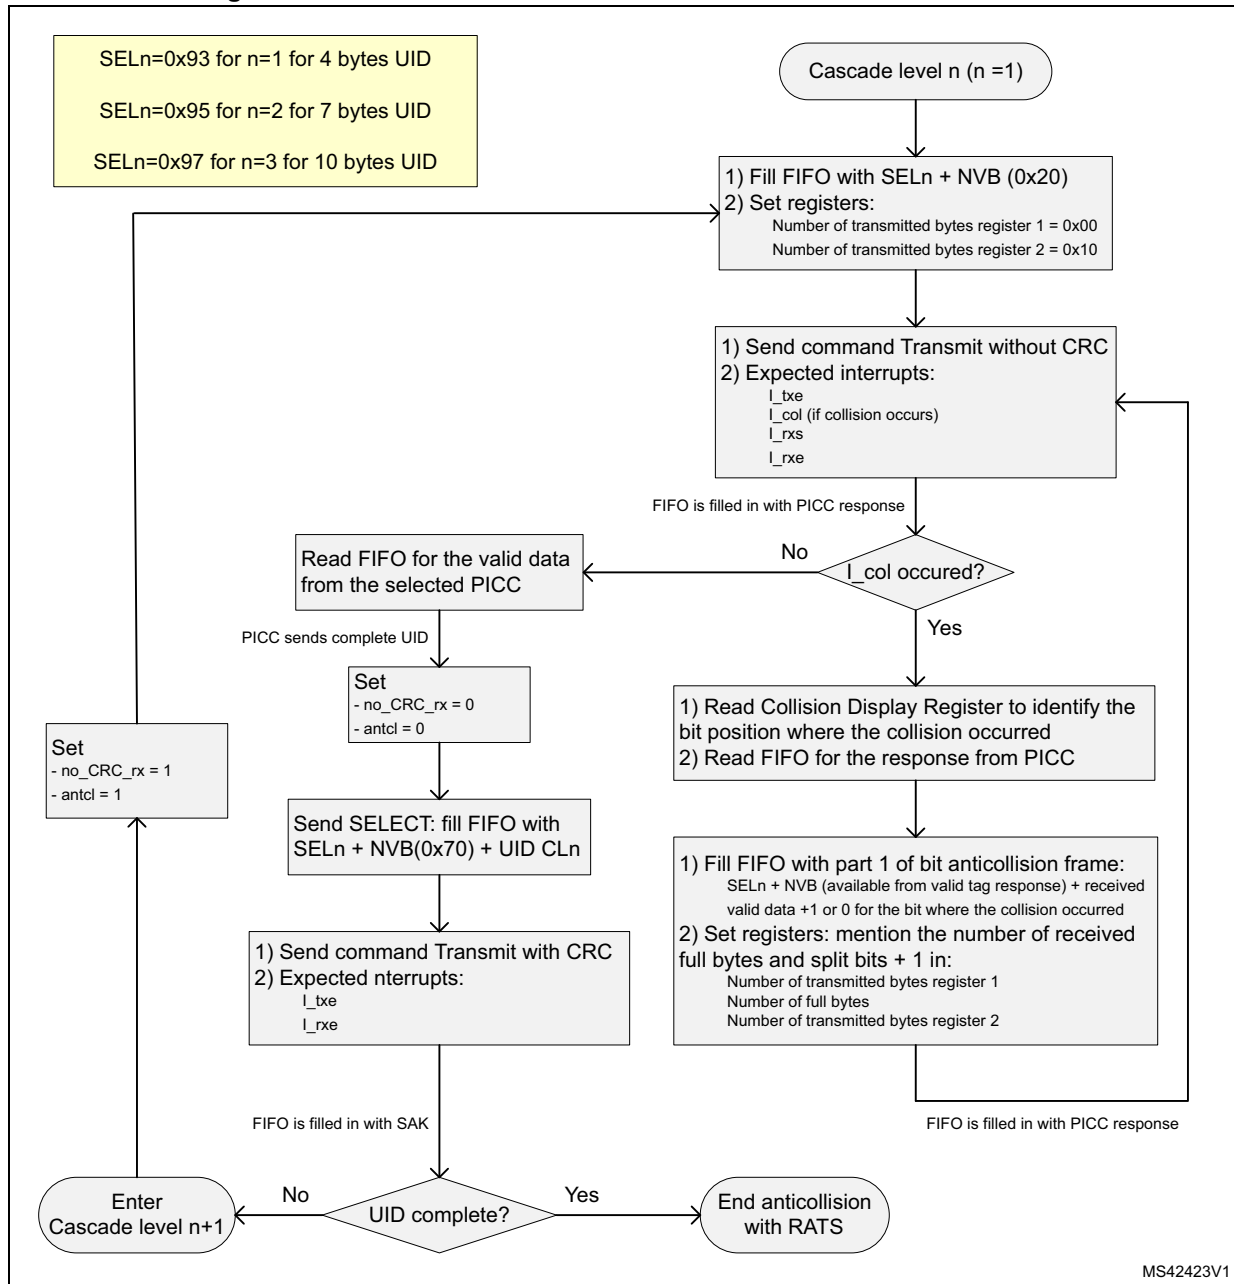 SELn=0x93 for n=1 for 4 bytes UID
SELn=0x95 for n=2 for 7 bytes UID
SELn=0x97 for n=3 for 10 bytes UID
Cascade level n (n =1)
1) Fill FIFO with SELn + NVB (0x20)
2) Set registers:
Number of transmitted bytes register 1 = 0x00
Number of transmitted bytes register 2 = 0x10
1) Send command Transmit without CRC
2) Expected interrupts:
I_txe
I_col (if collision occurs)
I_rxs
I_rxe
FIFO is filled in with PICC response
I_col occured?
No
Yes
Read FIFO for the valid data
from the selected PICC
PICC sends complete UID
Set
- no_CRC_rx = 0
- antcl = 0
1) Read Collision Display Register to identify the
bit position where the collision occurred
2) Read FIFO for the response from PICC
Set
- no_CRC_rx = 1
- antcl = 1
Send SELECT: fill FIFO with
SELn + NVB(0x70) + UID CLn
1) Fill FIFO with part 1 of bit anticollision frame:
SELn + NVB (available from valid tag response) + received
valid data +1 or 0 for the bit where the collision occurred
2) Set registers: mention the number of received
full bytes and split bits + 1 in:
Number of transmitted bytes register 1
Number of full bytes
Number of transmitted bytes register 2
1) Send command Transmit with CRC
2) Expected nterrupts:
I_txe
I_rxe
FIFO is filled in with SAK
FIFO is filled in with PICC response
Enter
Cascade level n+1
No
UID complete?
Yes
End anticollision
with RATS
MS42423V1